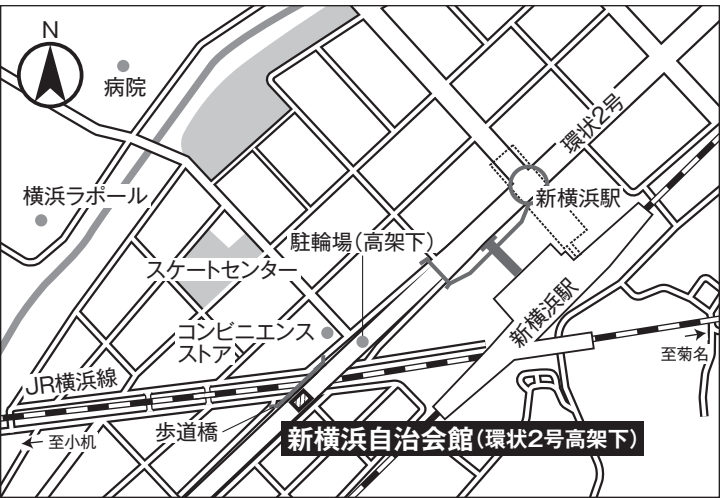 N
病院
環状2号
横浜ラポール
新横浜駅
駐輪場(高架下)
スケートセンター
新横浜駅
コンビニエンス
ストア
至菊名
JR横浜線
歩道橋
至小机
新横浜自治会館(環状2号高架下)